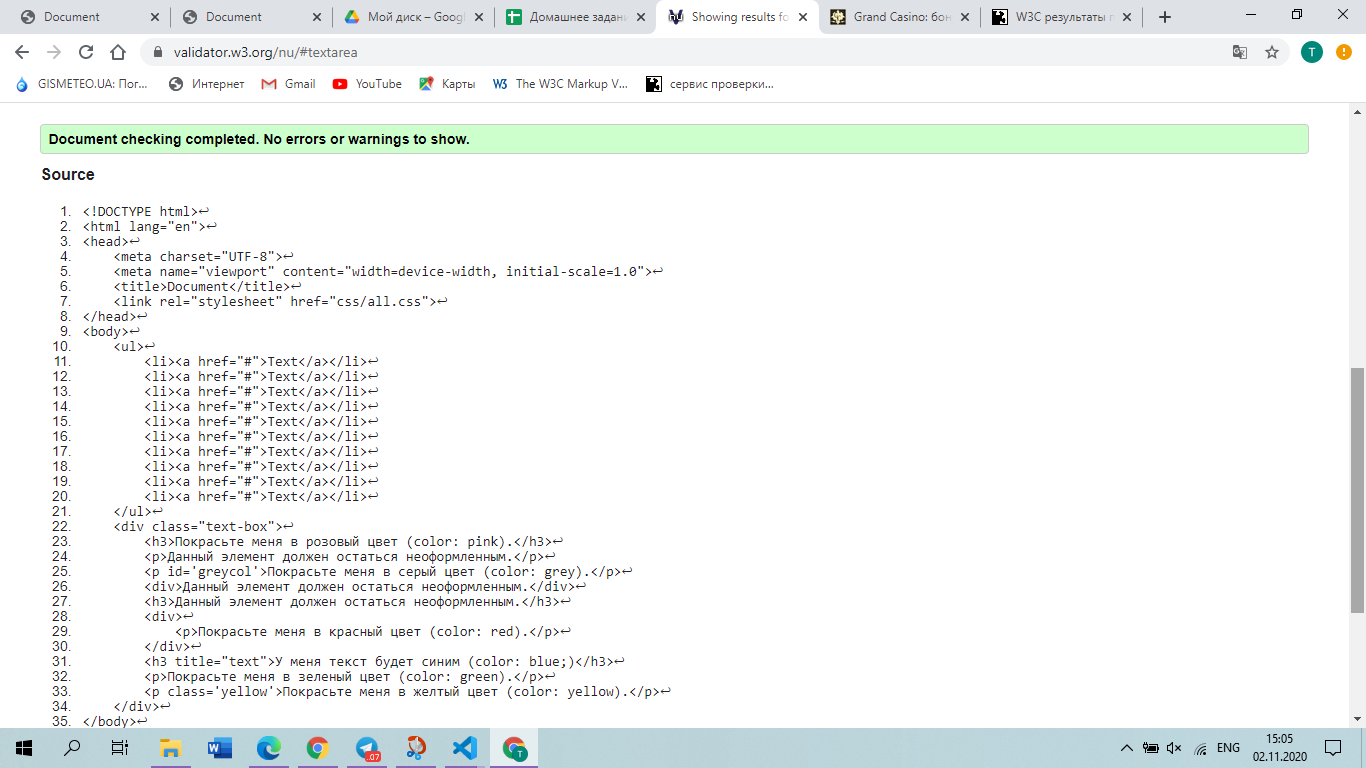 Document
Document
Мой диск – Goog
Домашнее задан
Showing results fo
Grand Casino: бон
W3C результаты п
validator.w3.org/nu/#textarea
T
GISMETEO.UA: Пог...
Интернет
Gmail
YouTube
Карты
The W3C Markup V...
сервис проверки...
Document checking completed. No errors or warnings to show.
Source
1. <!DOCTYPE html>↩
2. <html lang="en">↩
3. <head>↩
4. <meta charset="UTF-8">↩
5. <meta name="viewport" content="width=device-width, initial-scale=1.0">↩
6. <title>Document</title>↩
7. <link rel="stylesheet" href="css/all.css">↩
8. </head>↩
9. <body>↩
10. <ul>↩
11. <li><a href="#">Text</a></li>↩
12. <li><a href="#">Text</a></li>↩
13. <li><a href="#">Text</a></li>↩
14. <li><a href="#">Text</a></li>↩
15. <li><a href="#">Text</a></li>↩
16. <li><a href="#">Text</a></li>↩
17. <li><a href="#">Text</a></li>↩
18. <li><a href="#">Text</a></li>↩
19. <li><a href="#">Text</a></li>↩
20. <li><a href="#">Text</a></li>↩
21. </ul>↩
22. <div class="text-box">↩
23. <h3>Покрасьте меня в розовый цвет (color: pink).</h3>↩
24. <p>Данный элемент должен остаться неоформленным.</p>↩
25. <p id='greycol'>Покрасьте меня в серый цвет (color: grey).</p>↩
26. <div>Данный элемент должен остаться неоформленным.</div>↩
27. <h3>Данный элемент должен остаться неоформленным.</h3>↩
28. <div>↩
29. <p>Покрасьте меня в красный цвет (color: red).</p>↩
30. </div>↩
31. <h3 title="text">У меня текст будет синим (color: blue;)</h3>↩
32. <p>Покрасьте меня в зеленый цвет (color: green).</p>↩
33. <p class='yellow'>Покрасьте меня в желтый цвет (color: yellow).</p>↩
34. </div>↩
35. </body>↩
ENG
15:05
02.11.2020